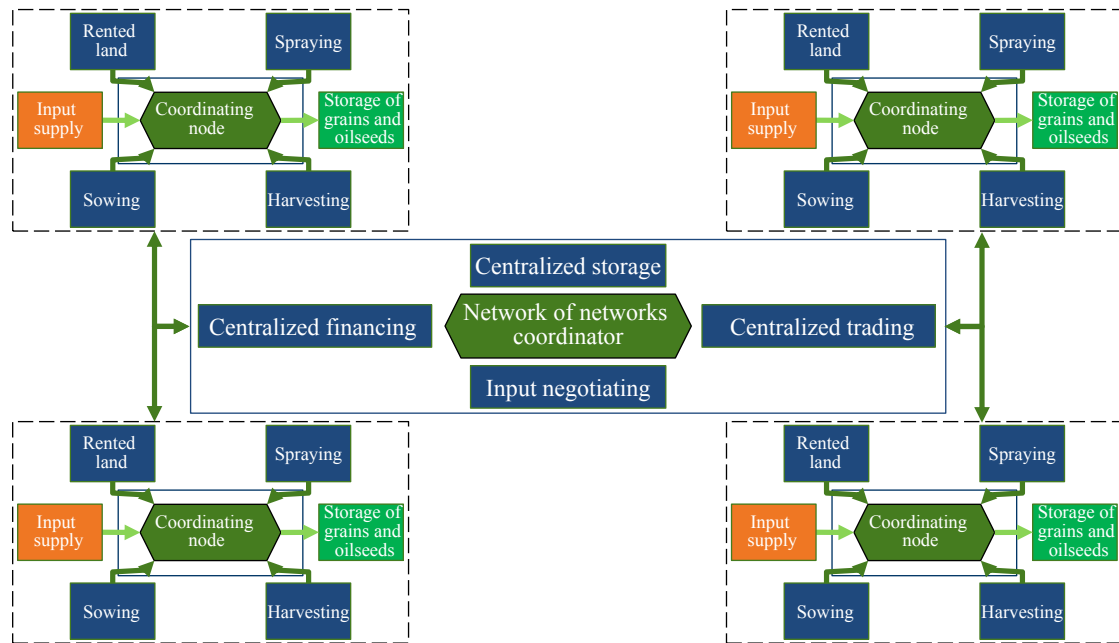 Rented
land
Spraying
Input
supply
Coordinating
node
Storage of
grains and
oilseeds
Sowing
Harvesting
Rented
land
Spraying
Input
supply
Coordinating
node
Storage of
grains and
oilseeds
Sowing
Harvesting
Centralized storage
Centralized financing
Network of networks
coordinator
Centralized trading
Input negotiating
Rented
land
Spraying
Input
supply
Coordinating
node
Storage of
grains and
oilseeds
Sowing
Harvesting
Rented
land
Spraying
Input
supply
Coordinating
node
Storage of
grains and
oilseeds
Sowing
Harvesting